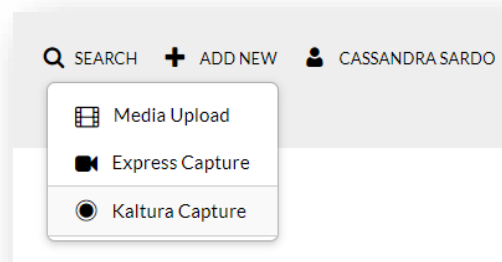 SEARCH ADD NEW CASSANDRA SARDO
Media Upload
Express Capture
Kaltura Capture